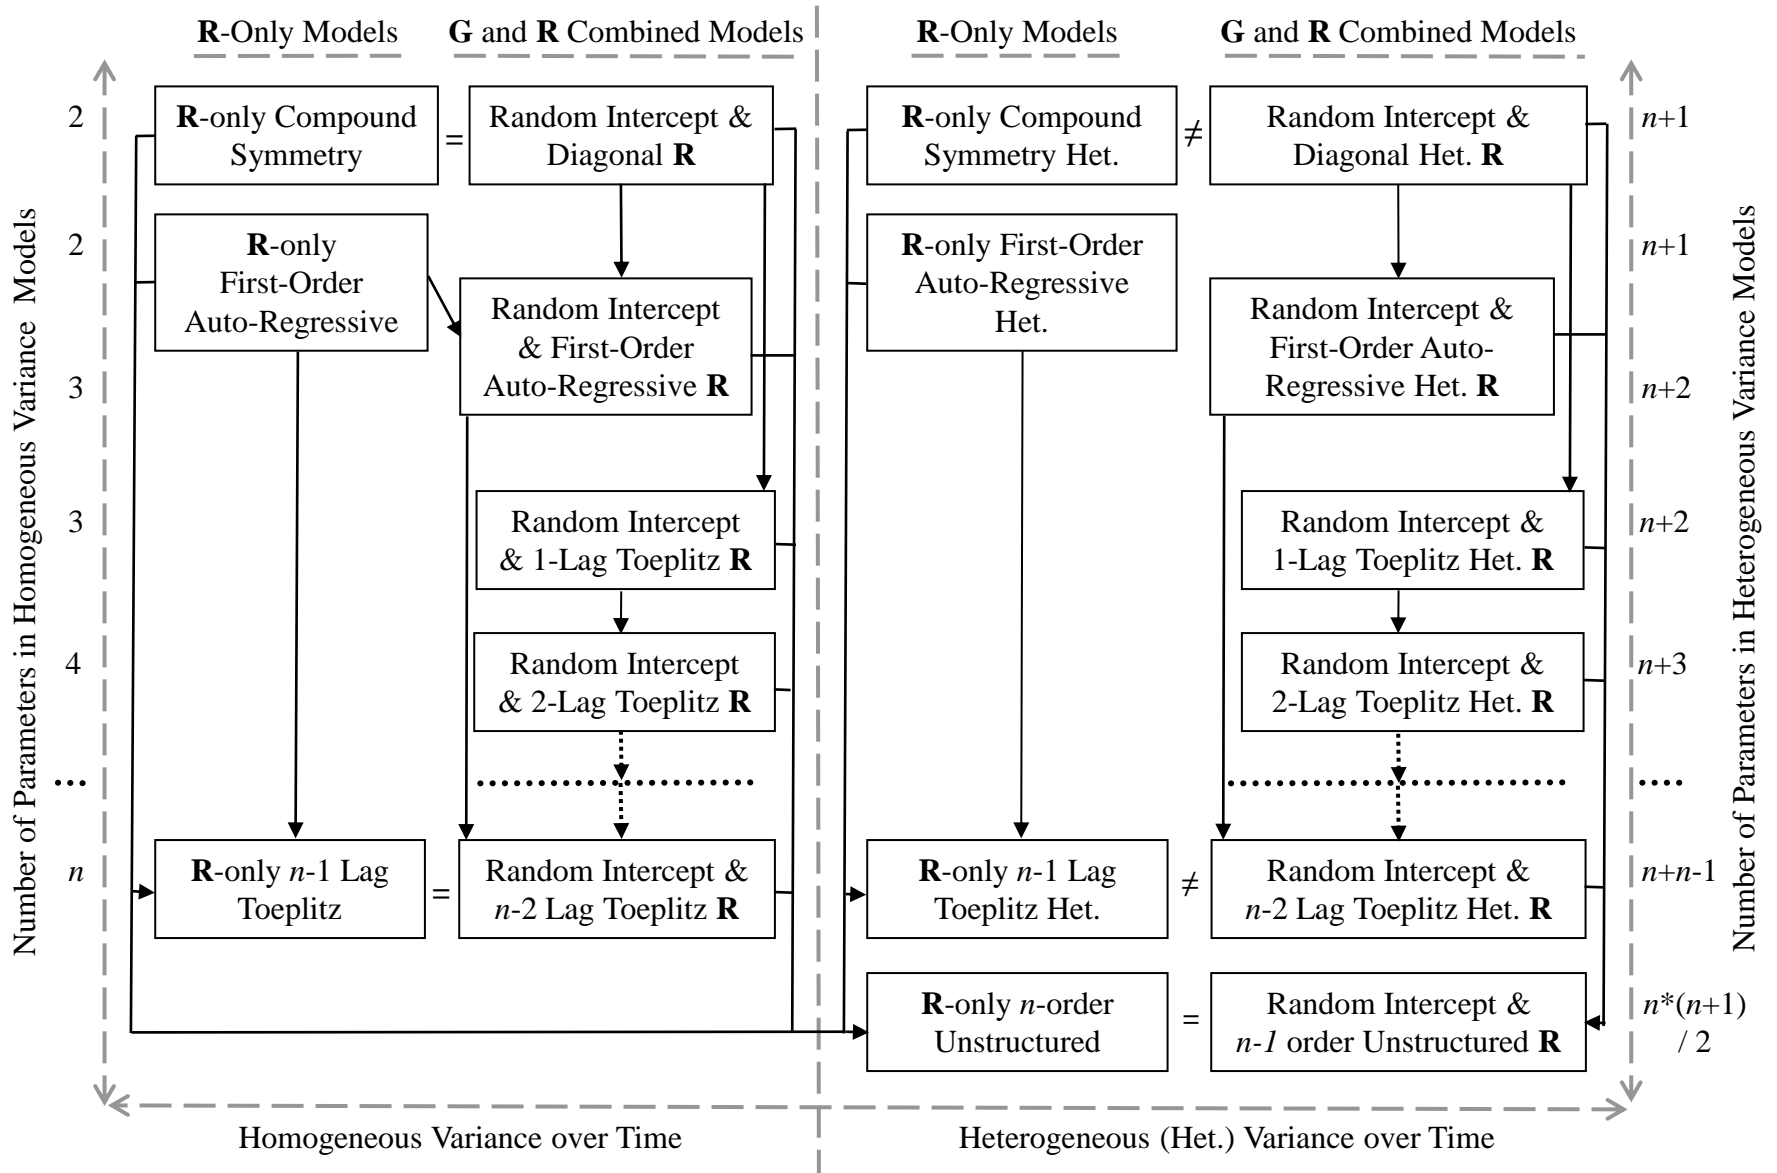 R-Only Models
G and R Combined Models
R-Only Models
G and R Combined Models
Number of Parameters in Homogeneous Variance Models
2
2
3
3
4
....
n
R-only Compound
Symmetry
=
Random Intercept &
Diagonal R
R-only
First-Order
Auto-Regressive
Random Intercept
& First-Order
Auto-Regressive R
Random Intercept
& 1-Lag Toeplitz R
Random Intercept
& 2-Lag Toeplitz R
R-only n-1 Lag
Toeplitz
=
Random Intercept &
n-2 Lag Toeplitz R
R-only Compound
Symmetry Het.
≠
Random Intercept &
Diagonal Het. R
R-only First-Order
Auto-Regressive
Het.
Random Intercept &
First-Order Auto-
Regressive Het. R
Random Intercept &
1-Lag Toeplitz Het. R
Random Intercept &
2-Lag Toeplitz Het. R
R-only n-1 Lag
Toeplitz Het.
≠
Random Intercept &
n-2 Lag Toeplitz Het. R
R-only n-order
Unstructured
=
Random Intercept &
n-1 order Unstructured R
n+1
n+1
n+2
n+2
n+3
.....
n+n-1
n*(n+1)
/ 2
Number of Parameters in Heterogeneous Variance Models
Homogeneous Variance over Time
Heterogeneous (Het.) Variance over Time